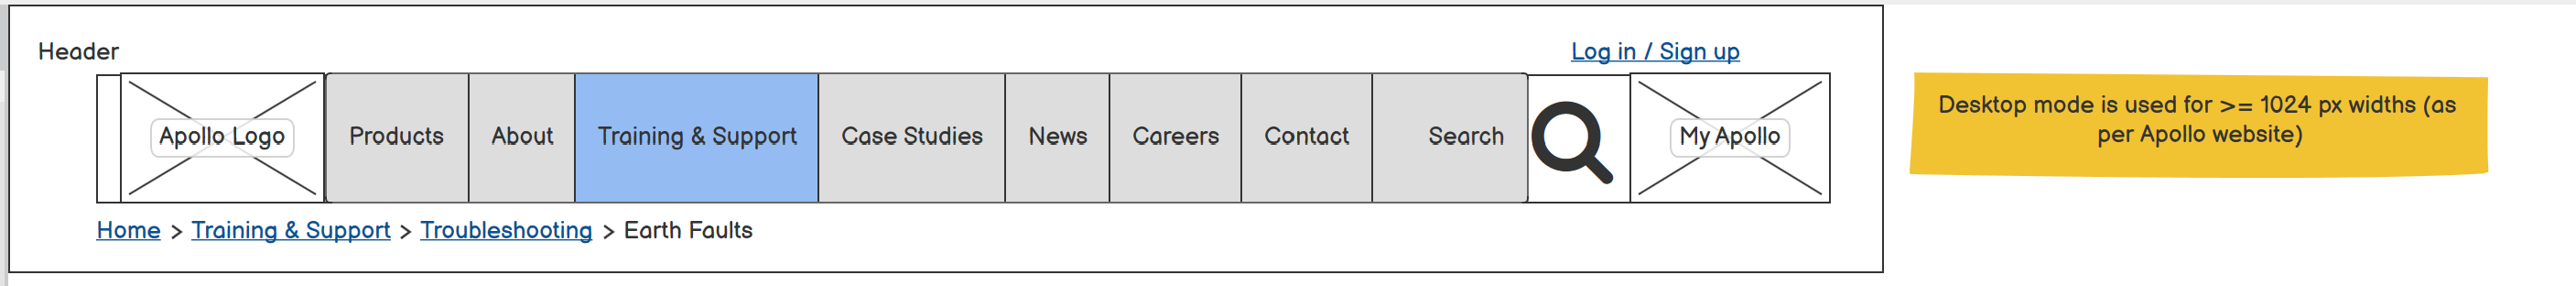 Header
Log in / Sign up
Apollo Logo
Products
About
Training & Support
Case Studies
News
Careers
Contact
Search
My Apollo
Home > Training & Support > Troubleshooting > Earth Faults
Desktop mode is used for >= 1024 px widths (as
per Apollo website)